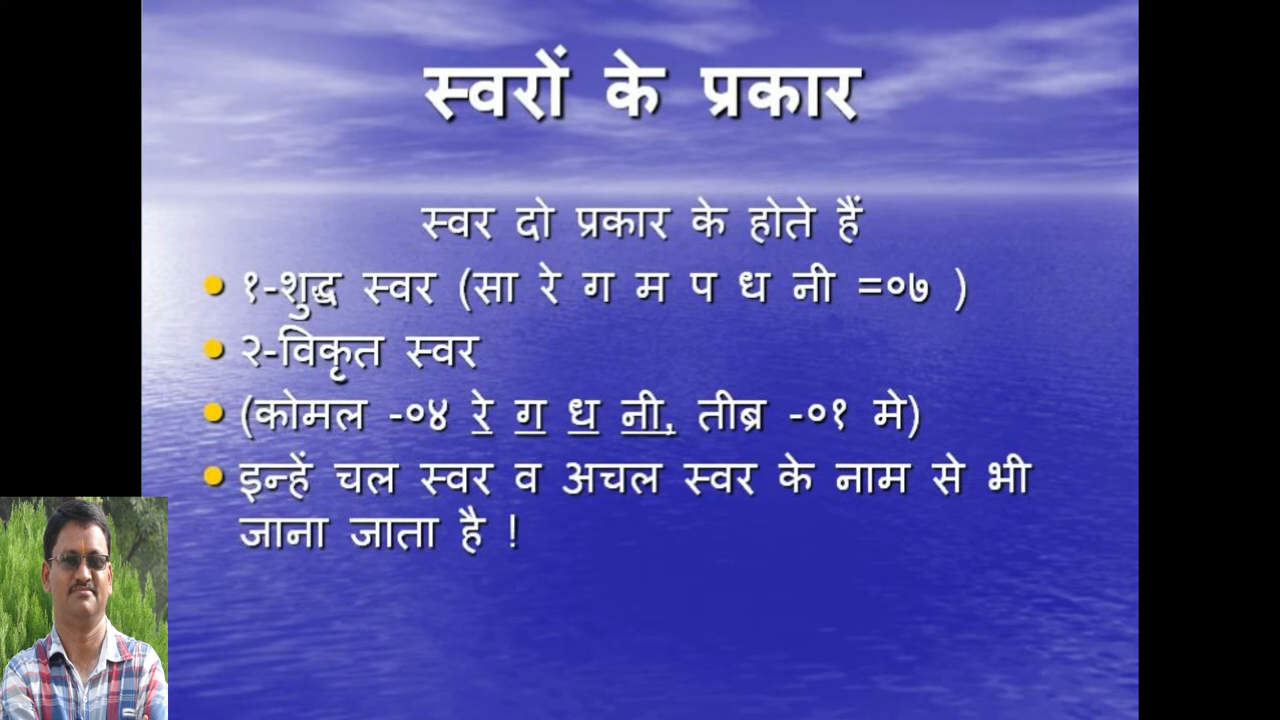 स्वरों के प्रकार
स्वर दो प्रकार के होते हैं
१-शुद्ध स्वर (सा रे ग म प ध नी =०७ )
२-विकृत स्वर
(कोमल -०४ रे ग ध नी, तीब्र -०१ मे)
इन्हें चल स्वर व अचल स्वर के नाम से भी
जाना जाता है !